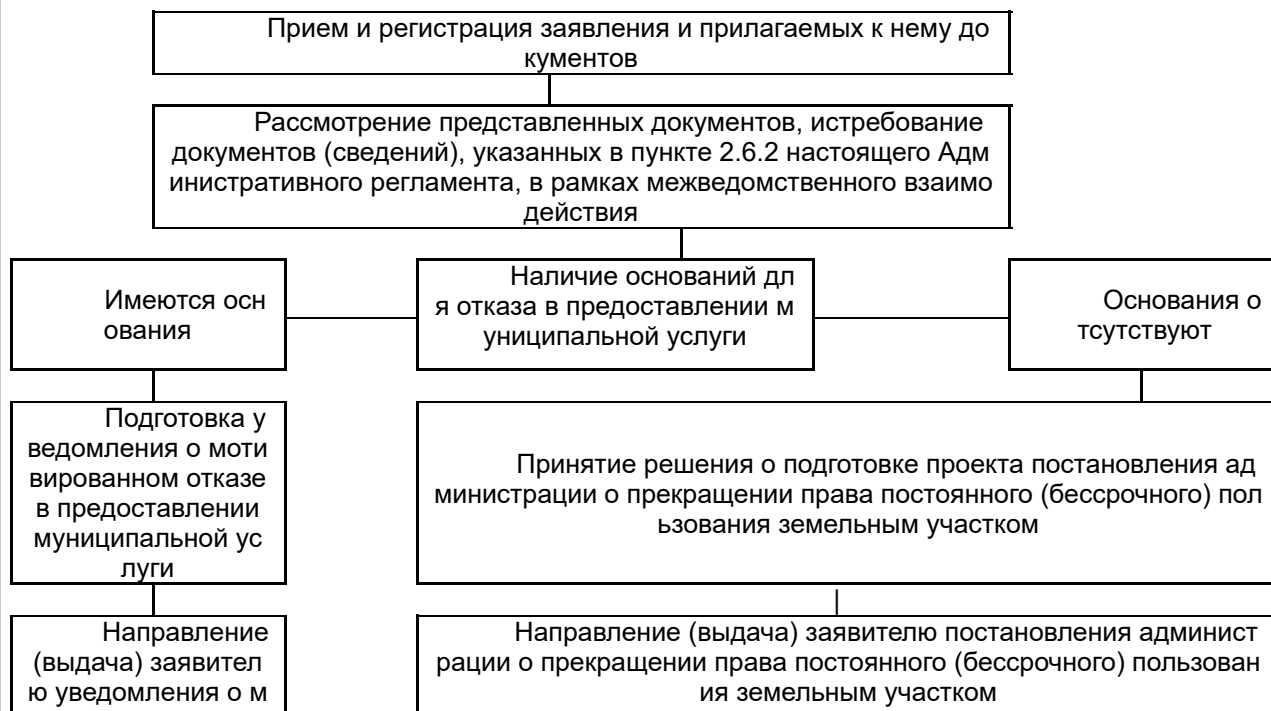 Прием и регистрация заявления и прилагаемых к нему до
кументов
Рассмотрение представленных документов, истребование
документов (сведений), указанных в пункте 2.6.2 настоящего Адм
инистративного регламента, в рамках межведомственного взаимо
действия
Имеются осн
ования
Наличие оснований дл
я отказа в предоставлении м
униципальной услуги
Основания о
тсутствуют
Подготовка у
ведомления о моти
вированном отказе
в предоставлении
муниципальной ус
луги
Принятие решения о подготовке проекта постановления ад
министрации о прекращении права постоянного (бессрочного) пол
ьзования земельным участком
Направление
(выдача) заявител
ю уведомления о м
Направление (выдача) заявителю постановления админист
рации о прекращении права постоянного (бессрочного) пользован
ия земельным участком